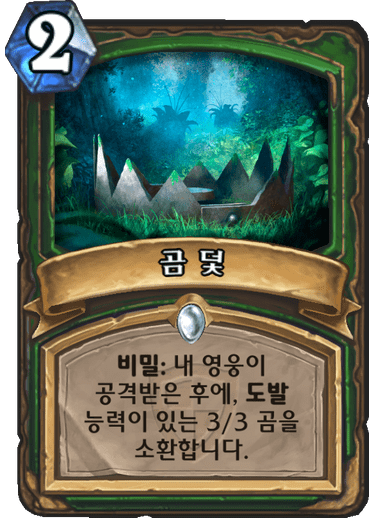 2
곰 덫
비밀: 내 영웅이
공격받은 후에, 도발
능력이 있는 3/3 곰을
소환합니다.